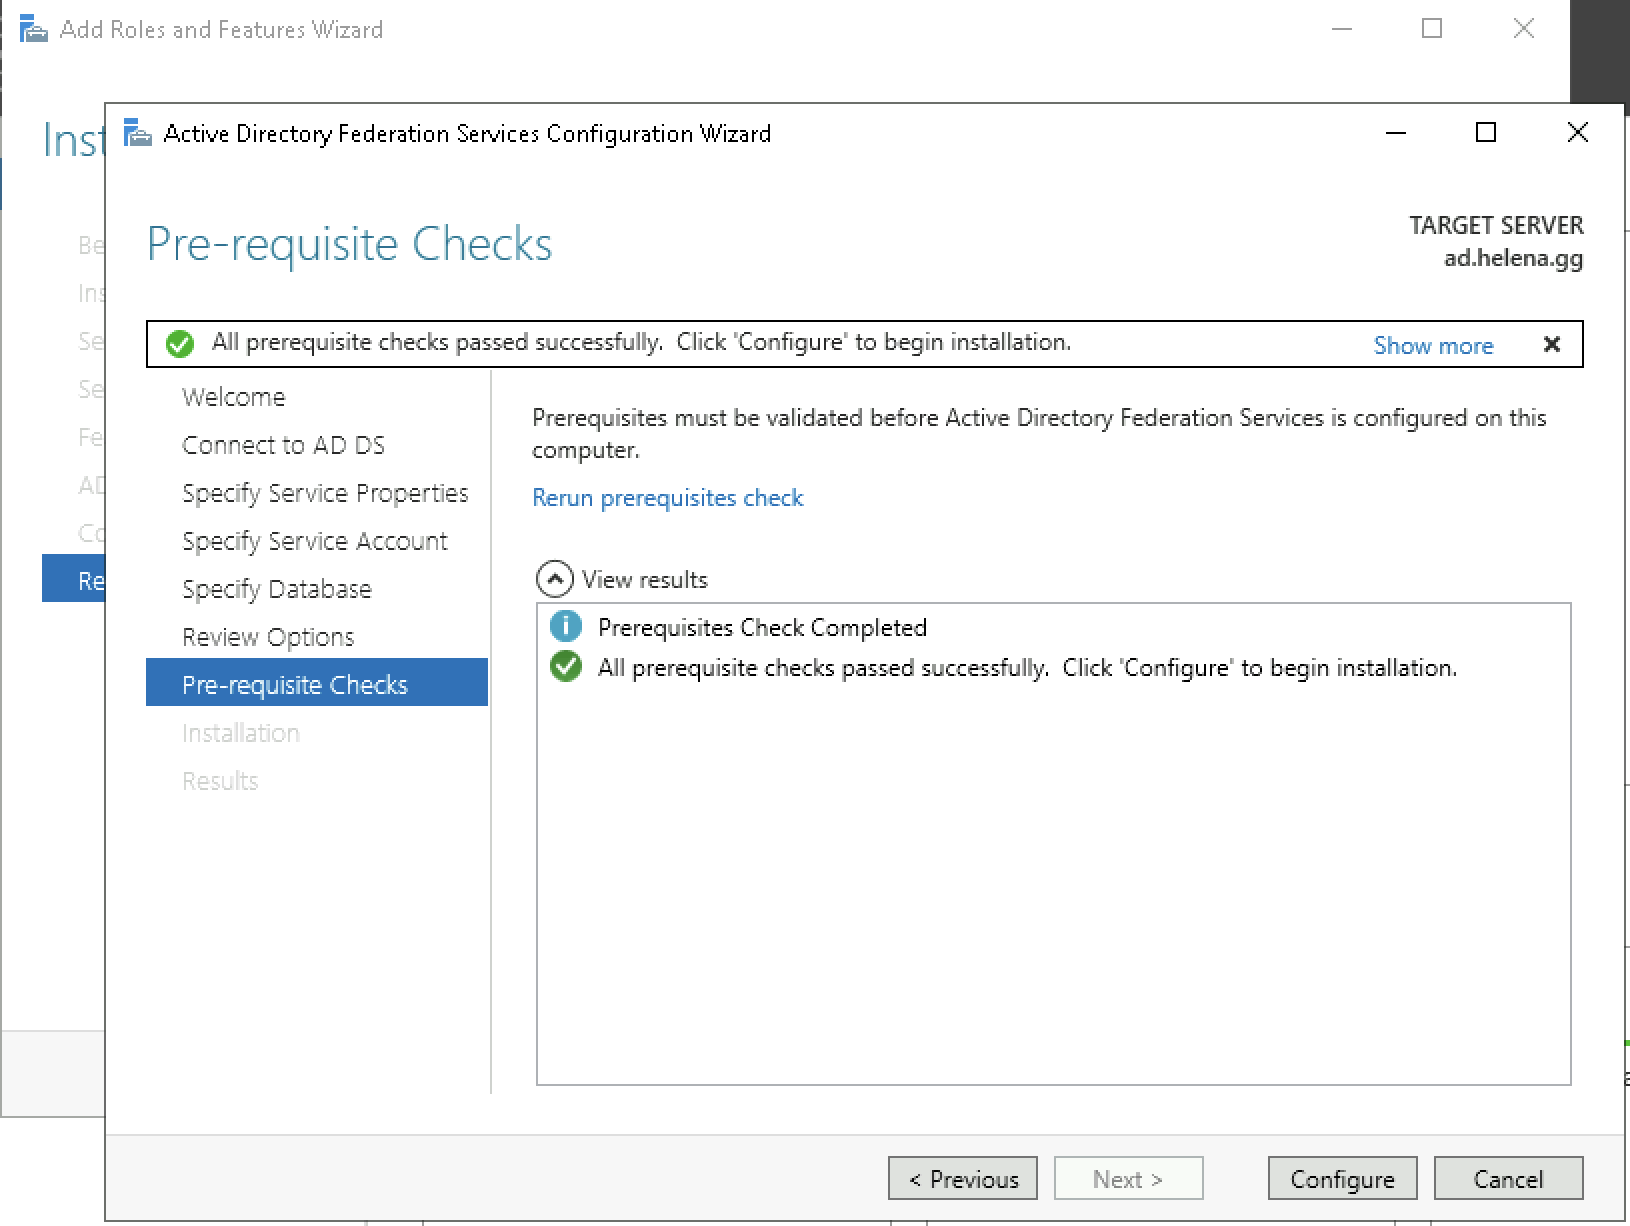 Add Roles and Features Wizard
Inst
Active Directory Federation Services Configuration Wizard
Pre-requisite Checks
TARGET SERVER
ad.helena.gg
All prerequisite checks passed successfully.  Click 'Configure' to begin installation.
Show more
Be
Ins
Se
Se
Fe
AD
Co
Re
Welcome
Connect to AD DS
Specify Service Properties
Specify Service Account
Specify Database
Review Options
Pre-requisite Checks
Installation
Results
Prerequisites must be validated before Active Directory Federation Services is configured on this
computer.
Rerun prerequisites check
View results
Prerequisites Check Completed
All prerequisite checks passed successfully.  Click 'Configure' to begin installation.
< Previous
Next >
Configure
Cancel